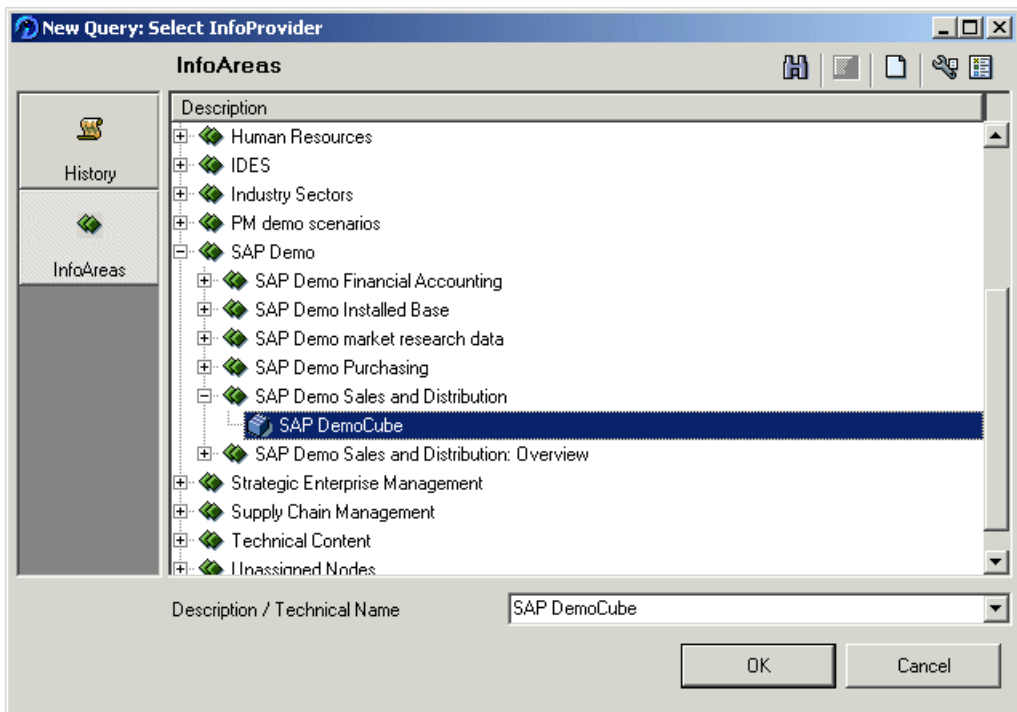 New Query: Select InfoProvider
InfoAreas
Description
History
InfoAreas
Human Resources
IDES
Industry Sectors
PM demo scenarios
SAP Demo
SAP Demo Financial Accounting
SAP Demo Installed Base
SAP Demo market research data
SAP Demo Purchasing
SAP Demo Sales and Distribution
SAP DemoCube
SAP Demo Sales and Distribution: Overview
Strategic Enterprise Management
Supply Chain Management
Technical Content
Unassigned Nodes
Description / Technical Name
SAP DemoCube
OK
Cancel